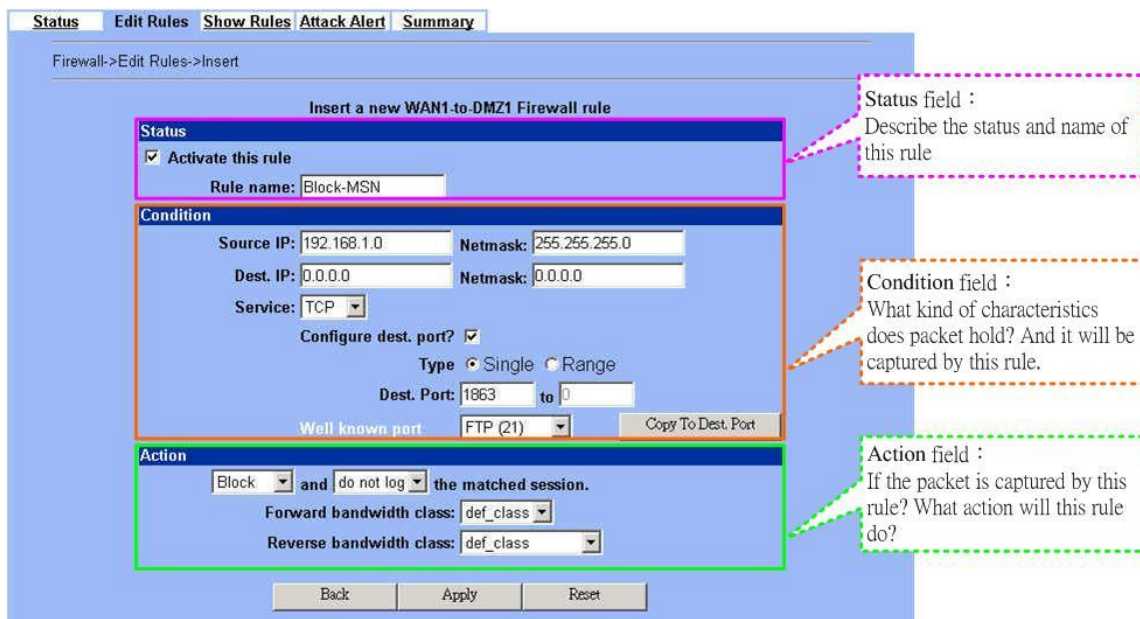 Status Edit Rules Show Rules Attack Alert Summary
Firewall->Edit Rules->Insert
Insert a new WAN1-to-DMZ1 Firewall rule
Status
Activate this rule
Rule name: Block-MSN
Condition
Source IP: 192.168.1.0 Netmask: 255.255.255.0
Dest. IP: 0.0.0.0 Netmask: 0.0.0.0
Service: TCP
Configure dest. port?
Type Single Range
Dest. Port: 1863 to 0
Well known port FTP (21) Copy To Dest. Port
Action
Block and do not log the matched session.
Forward bandwidth class: def_class
Reverse bandwidth class: def_class
Back Apply Reset
Status field：
Describe the status and name of
this rule
Condition field：
What kind of characteristics
does packet hold? And it will be
captured by this rule.
Action field：
If the packet is captured by this
rule? What action will this rule
do?